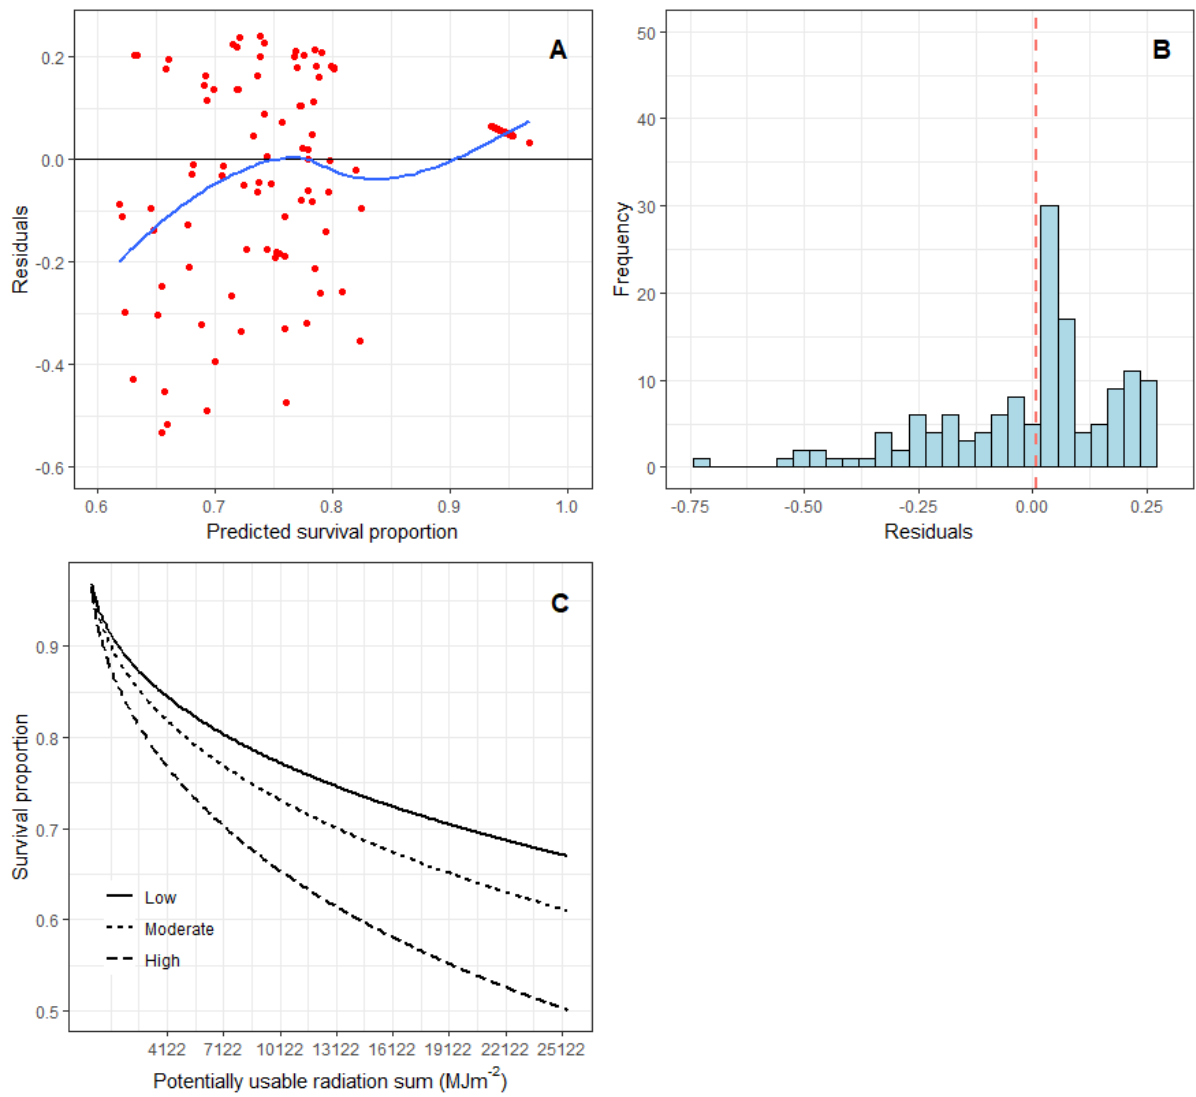 A
0.2
0.0
-0.2
-0.4
-0.6
Residuals
0.6 0.7 0.8 0.9 1.0
Predicted survival proportion
B
50
40
30
20
10
0
Frequency
-0.75 -0.50 -0.25 0.00 0.25
Residuals
C
0.9
0.8
0.7
0.6
0.5
Survival proportion
Low
Moderate
High
4122 7122 10122 13122 16122 19122 22122 25122
Potentially usable radiation sum (MJm⁻²)